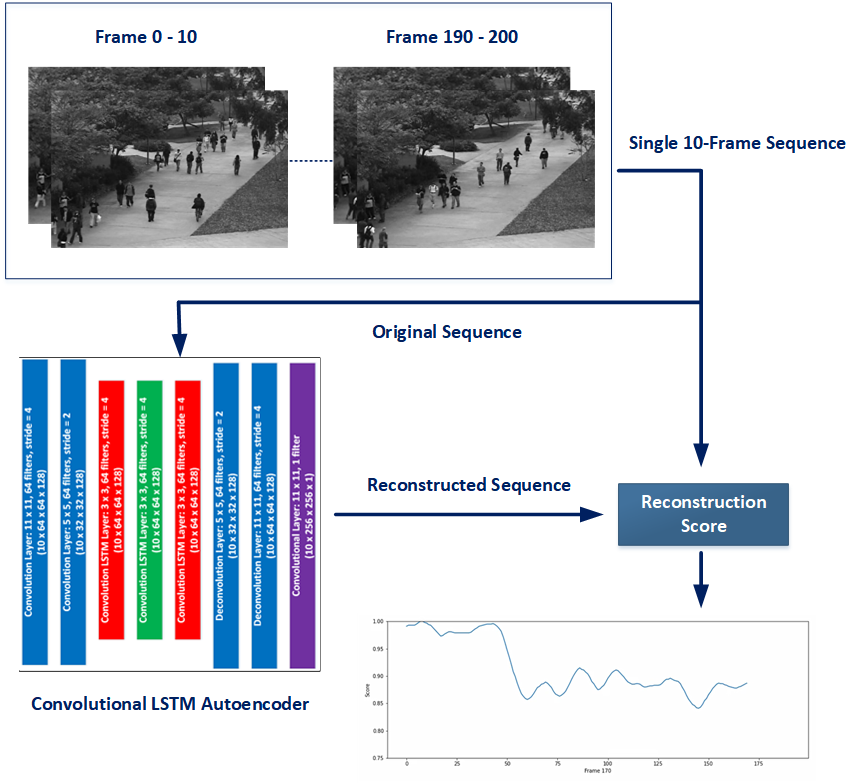 Frame 0 - 10
Frame 190 - 200
Single 10-Frame Sequence
Original Sequence
Convolution Layer: 11 x 11, 64 filters, stride = 4
(10 x 64 x 64 x 128)
Convolution Layer: 5 x 5, 64 filters, stride = 2
(10 x 32 x 32 x 128)
Convolution LSTM Layer: 3 x 3, 64 filters, stride = 4
(10 x 64 x 64 x 128)
Convolution LSTM Layer: 3 x 3, 64 filters, stride = 4
(10 x 64 x 64 x 128)
Convolution LSTM Layer: 3 x 3, 64 filters, stride = 4
(10 x 64 x 64 x 128)
Deconvolution Layer: 5 x 5, 64 filters, stride = 2
(10 x 32 x 32 x 128)
Deconvolution Layer: 11 x 11, 64 filters, stride = 4
(10 x 64 x 64 x 128)
Convolutional Layer: 11 x 11, 1 filter
(10 x 256 x 256 x 1)
Reconstructed Sequence
Reconstruction
Score
Convolutional LSTM Autoencoder
1.00
0.95
0.90
0.85
0.80
0.75
Score
0 25 50 75 100 125 150 175
Frame 170